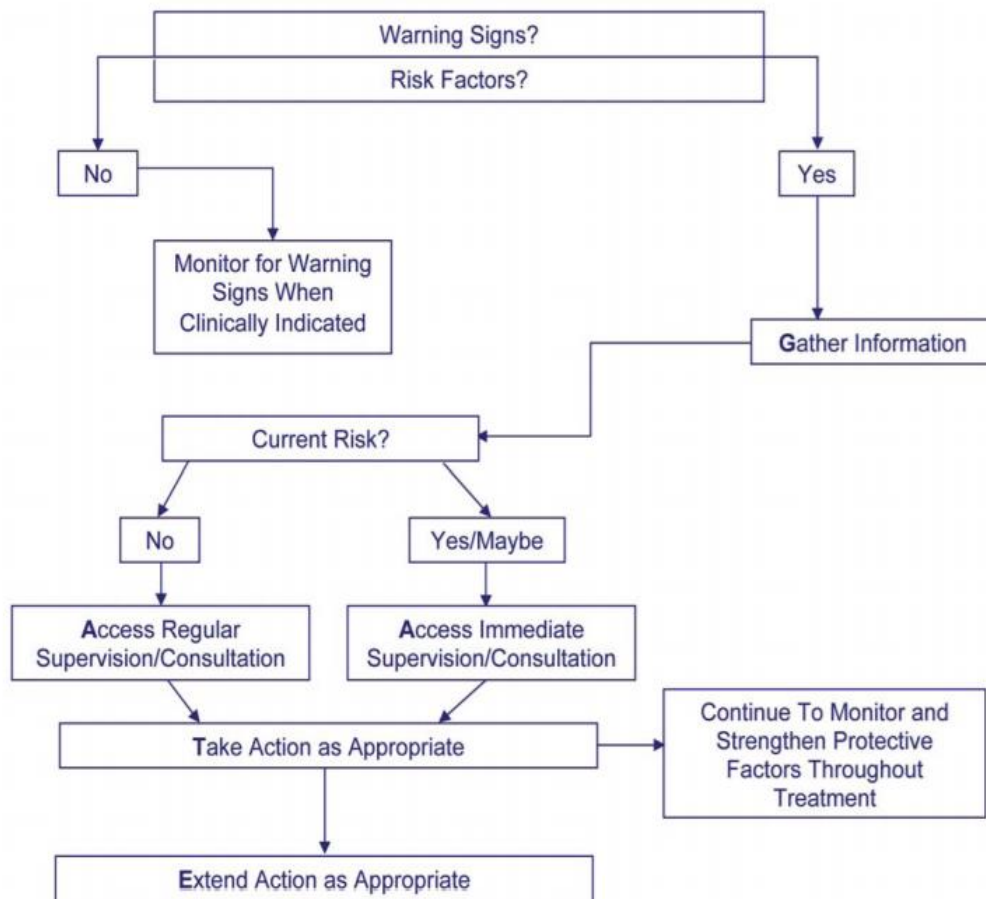 Warning Signs?
Risk Factors?
No
Yes
Monitor for Warning
Signs When
Clinically Indicated
Gather Information
Current Risk?
No
Yes/Maybe
Access Regular
Supervision/Consultation
Access Immediate
Supervision/Consultation
Take Action as Appropriate
Continue To Monitor and
Strengthen Protective
Factors Throughout
Treatment
Extend Action as Appropriate